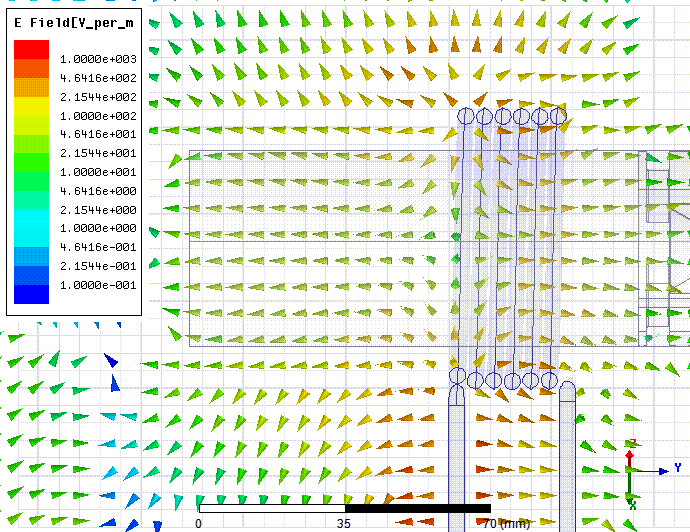 E Field[V_per_m
1.0000e+003
4.6416e+002
2.1544e+002
1.0000e+002
4.6416e+001
2.1544e+001
1.0000e+001
4.6416e+000
2.1544e+000
1.0000e+000
4.6416e-001
2.1544e-001
1.0000e-001
Z
Y
X
0 35 70 (mm)